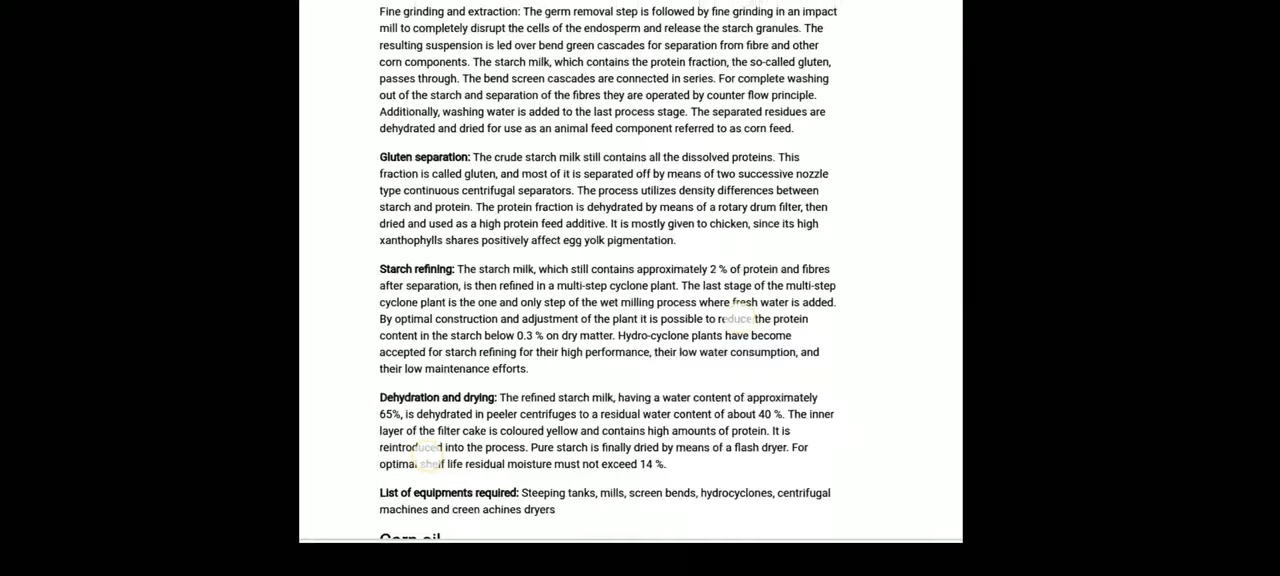 Fine grinding and extraction: The germ removal step is followed by fine grinding in an impact
mill to completely disrupt the cells of the endosperm and release the starch granules. The
resulting suspension is led over bend green cascades for separation from fibre and other
corn components. The starch milk, which contains the protein fraction, the so-called gluten,
passes through. The bend screen cascades are connected in series. For complete washing
out of the starch and separation of the fibres they are operated by counter flow principle.
Additionally, washing water is added to the last process stage. The separated residues are
dehydrated and dried for use as an animal feed component referred to as corn feed.
Gluten separation: The crude starch milk still contains all the dissolved proteins. This
fraction is called gluten, and most of it is separated off by means of two successive nozzle
type continuous centrifugal separators. The process utilizes density differences between
starch and protein. The protein fraction is dehydrated by means of a rotary drum filter, then
dried and used as a high protein feed additive. It is mostly given to chicken, since its high
xanthophylls shares positively affect egg yolk pigmentation.
Starch refining: The starch milk, which still contains approximately 2 % of protein and fibres
after separation, is then refined in a multi-step cyclone plant. The last stage of the multi-step
cyclone plant is the one and only step of the wet milling process where fresh water is added.
By optimal construction and adjustment of the plant it is possible to reduce the protein
content in the starch below 0.3 % on dry matter. Hydro-cyclone plants have become
accepted for starch refining for their high performance, their low water consumption, and
their low maintenance efforts.
Dehydration and drying: The refined starch milk, having a water content of approximately
65%, is dehydrated in peeler centrifuges to a residual water content of about 40 %. The inner
layer of the filter cake is coloured yellow and contains high amounts of protein. It is
reintroduced into the process. Pure starch is finally dried by means of a flash dryer. For
optimal shelf life residual moisture must not exceed 14 %.
List of equipments required: Steeping tanks, mills, screen bends, hydrocyclones, centrifugal
machines and creen achines dryers
Corn oil